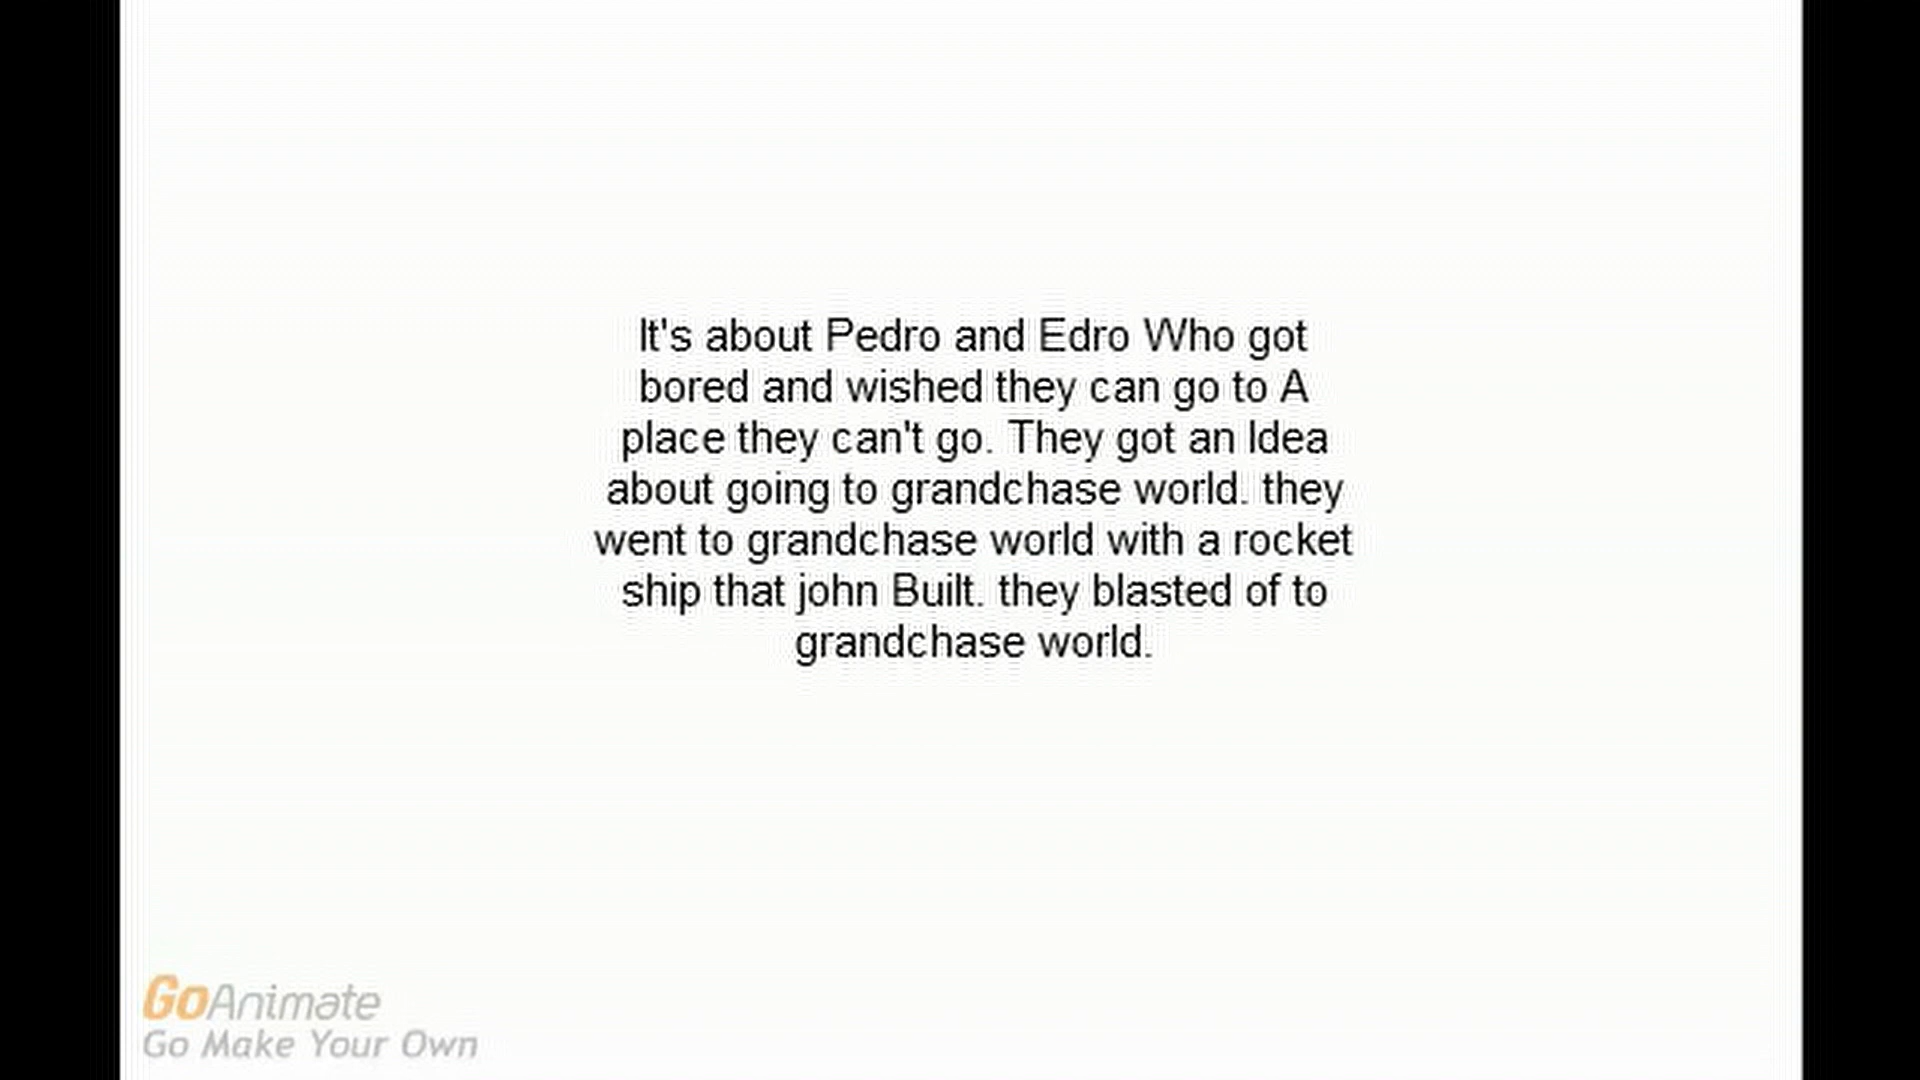 It's about Pedro and Edro Who got
bored and wished they can go to A
place they can't go. They got an Idea
about going to grandchase world. they
went to grandchase world with a rocket
ship that john Built. they blasted of to
grandchase world.
GoAnimate
Go Make Your Own